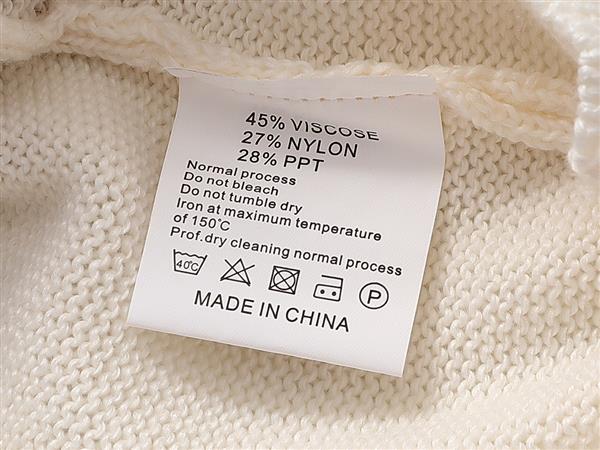 45% VISCOSE
27% NYLON
28% PPT
Normal process
Do not bleach
Do not tumble dry
Iron at maximum temperature
of 150°C
Prof.dry cleaning normal process
40°C P
MADE IN CHINA